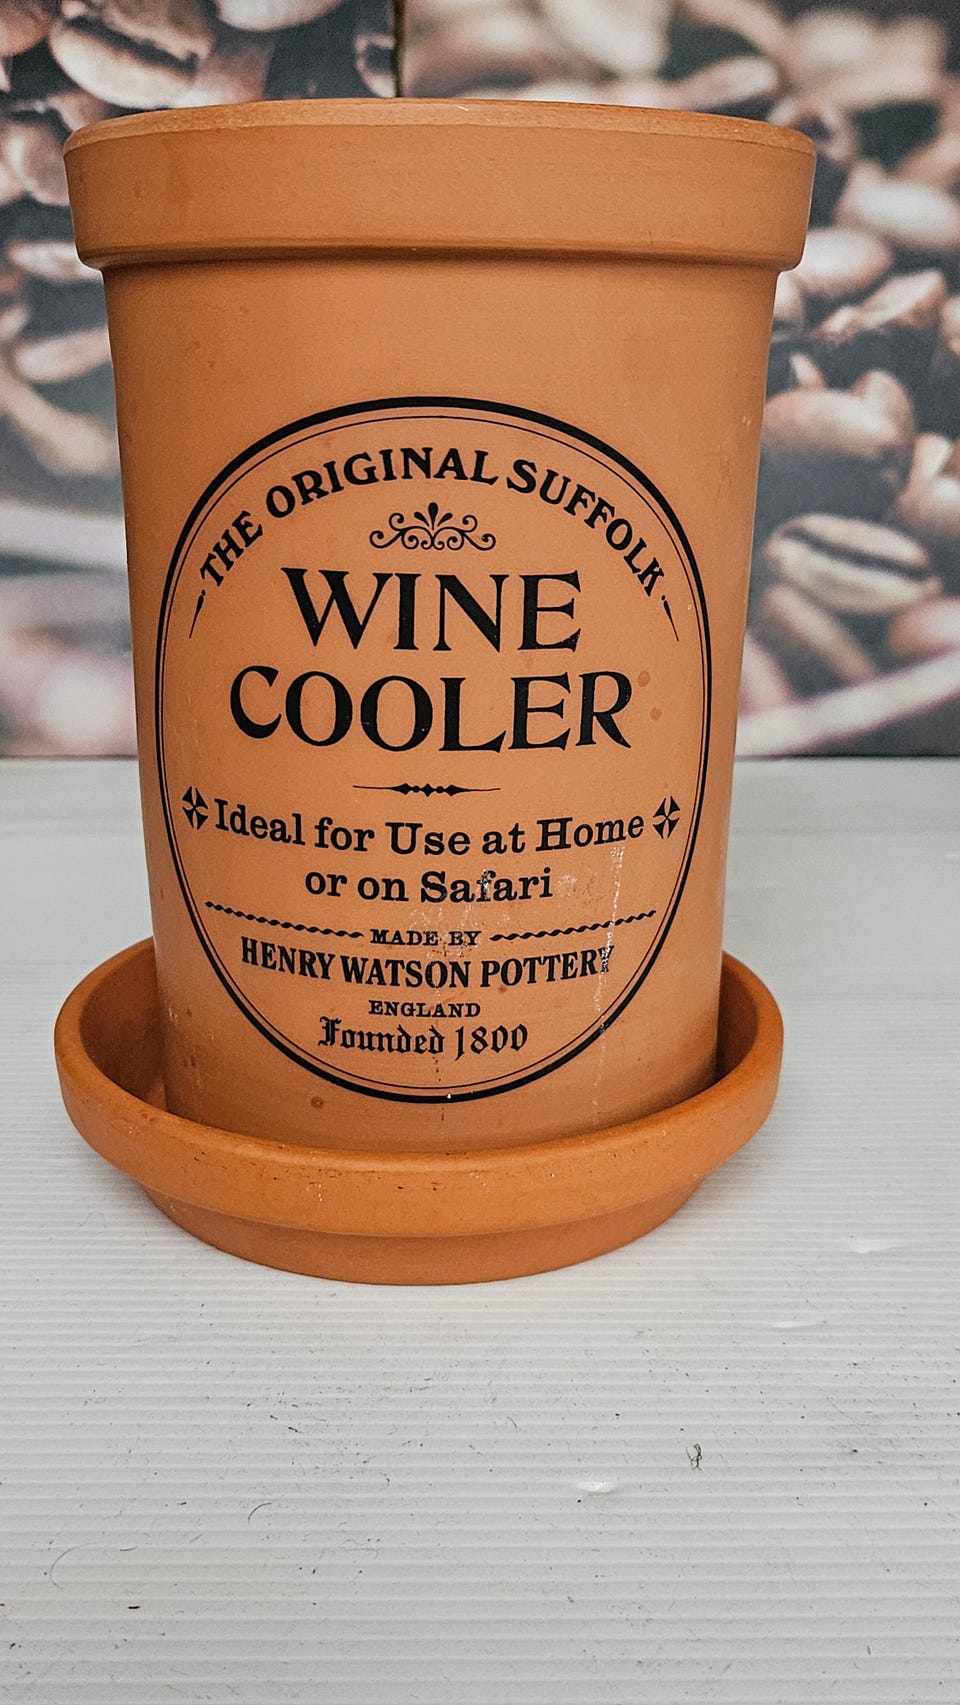 THE ORIGINAL SUFFOLK
WINE
COOLER
Ideal for Use at Home
or on Safari
MADE BY
HENRY WATSON POTTERY
ENGLAND
Founded 1800